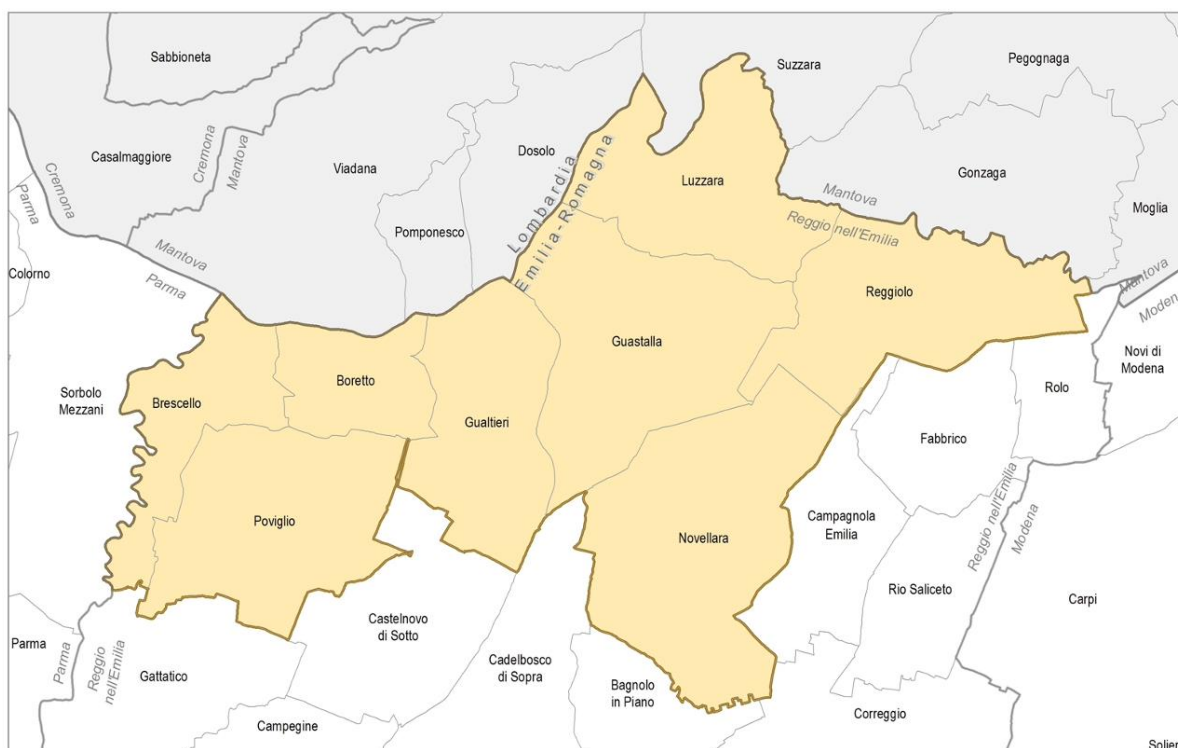 Sabbioneta
Suzzara
Pegognaga
Casalmaggiore
Cremona
Mantova
Viadana
Dosolo
Luzzara
Gonzaga
Moglia
Cremona
Parma
Lombardia
Emilia-Romagna
Mantova
Reggio nell'Emilia
Pomponesco
Mantova
Parma
Colorno
Reggiolo
Mantova
Modena
Guastalla
Novi di
Modena
Sorbolo
Mezzani
Brescello
Boretto
Gualtieri
Rolo
Fabbrico
Poviglio
Novellara
Campagnola
Emilia
Reggio nell'Emilia
Modena
Rio Saliceto
Carpi
Castelnovo
di Sotto
Parma
Parma
Reggio
nell'Emilia
Gattatico
Cadelbosco
di Sopra
Bagnolo
in Piano
Correggio
Campegine
Solier